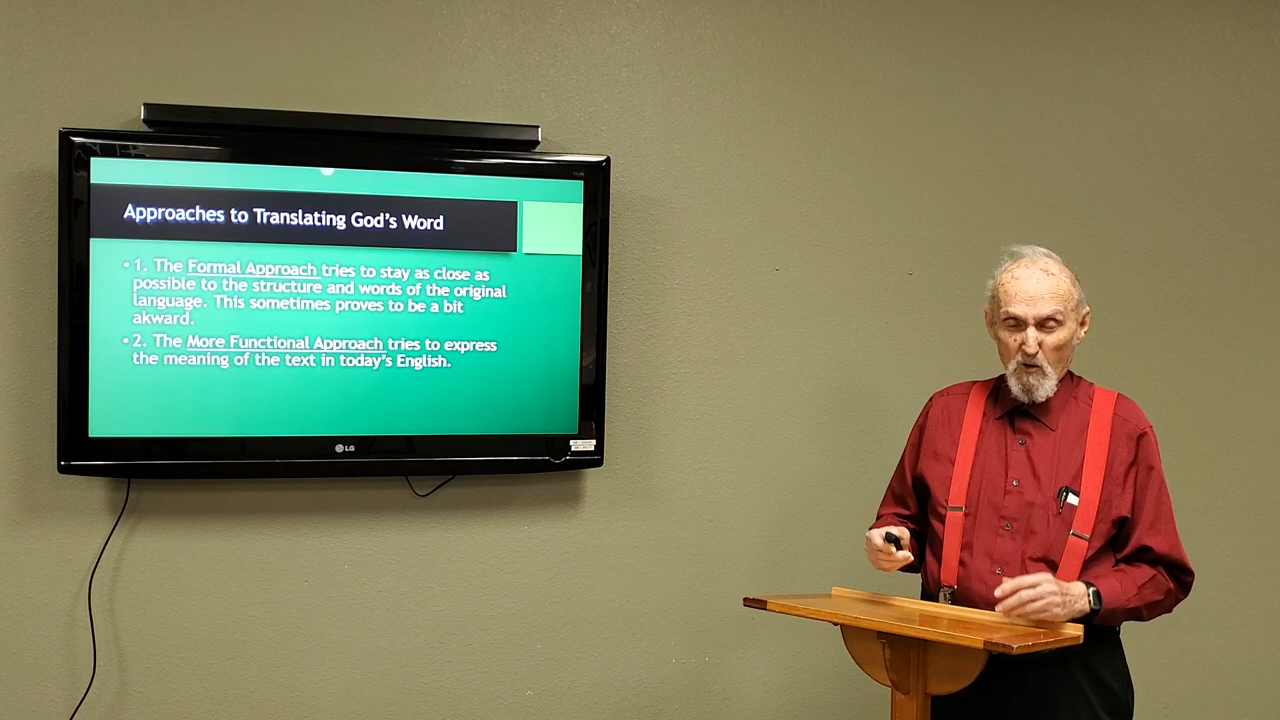 Approaches to Translating God's Word
• 1. The Formal Approach tries to stay as close as
possible to the structure and words of the original
language. This sometimes proves to be a bit
akward.
• 2. The More Functional Approach tries to express
the meaning of the text in today's English.
LG